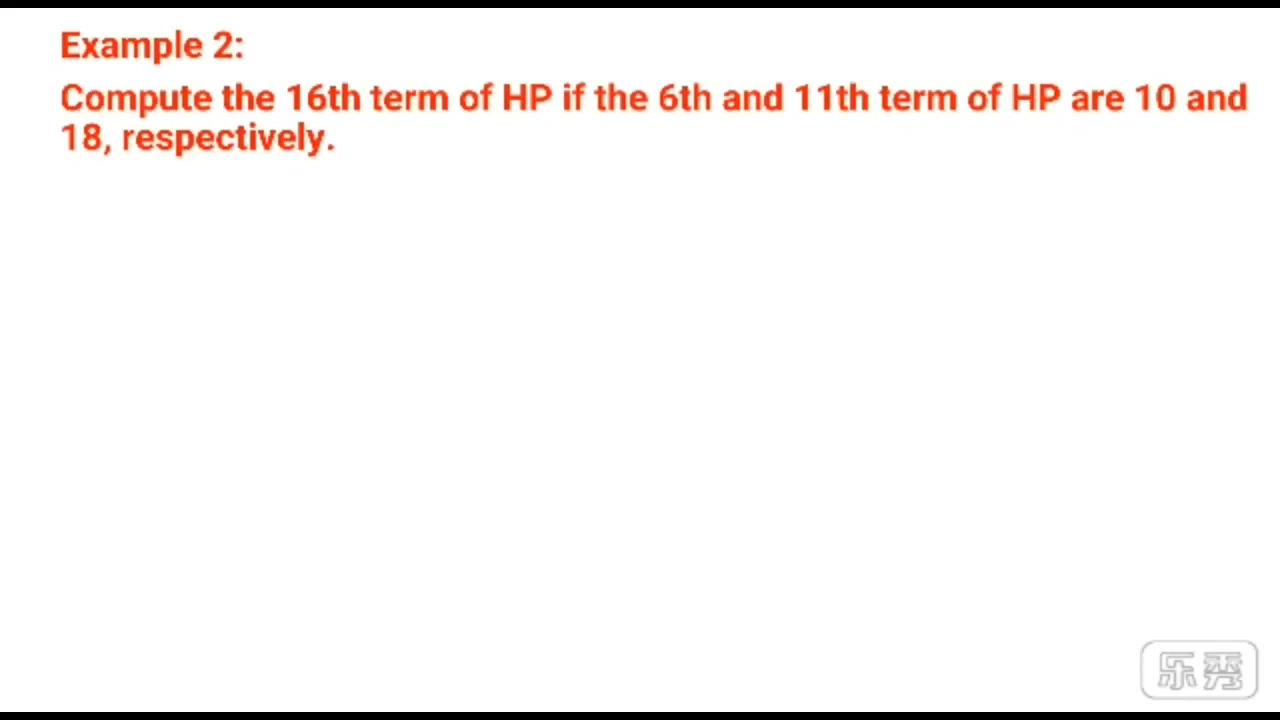 Example 2:
Compute the 16th term of HP if the 6th and 11th term of HP are 10 and
18, respectively.
乐秀